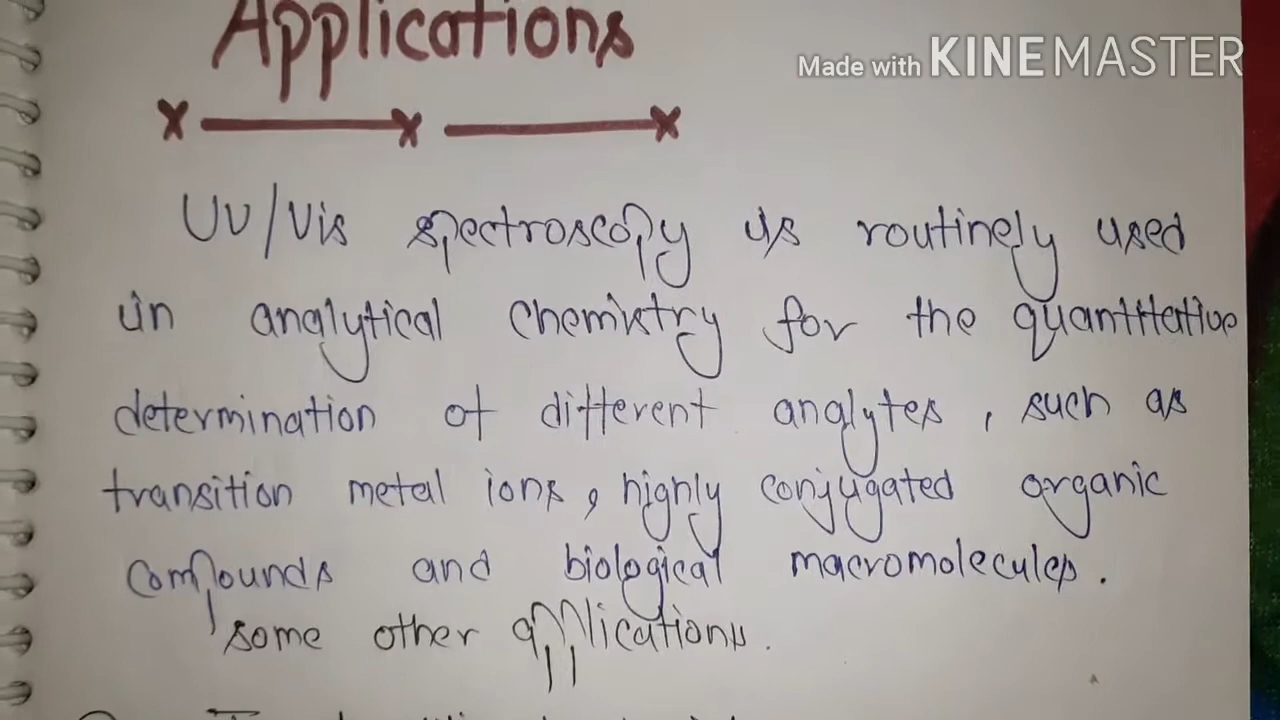 Applications
Made with KINEMASTER
UV/Vis spectroscopy is routinely used
in analytical chemistry for the quantitative
determination of different analytes, such as
transition metal ions, highly conjugated organic
compounds and biological macromolecules.
some other applications.